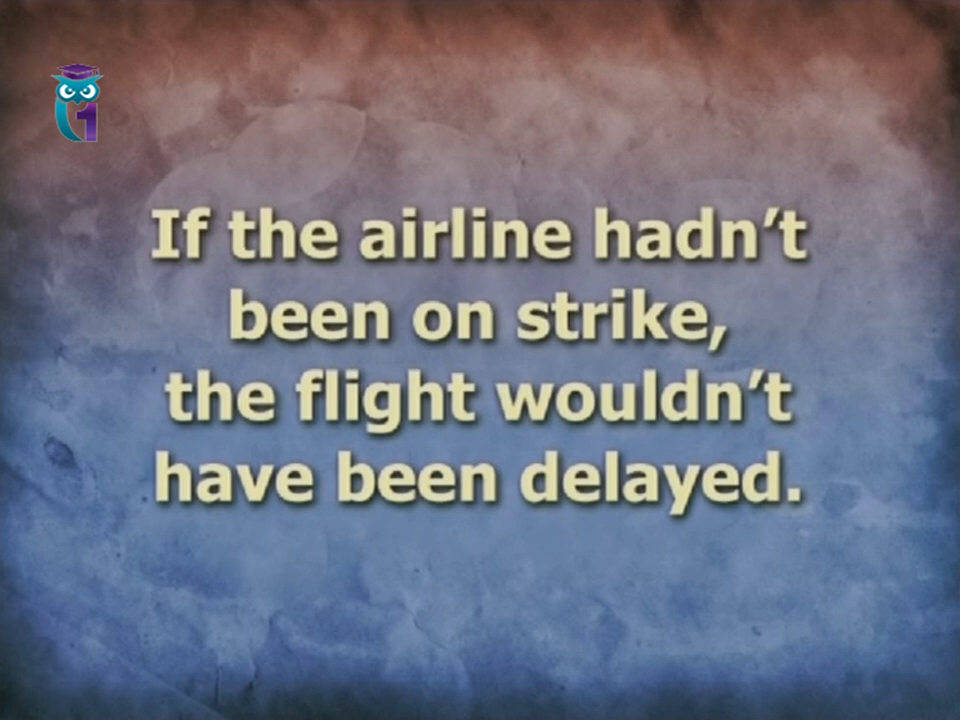 If the airline hadn’t
been on strike,
the flight wouldn’t
have been delayed.